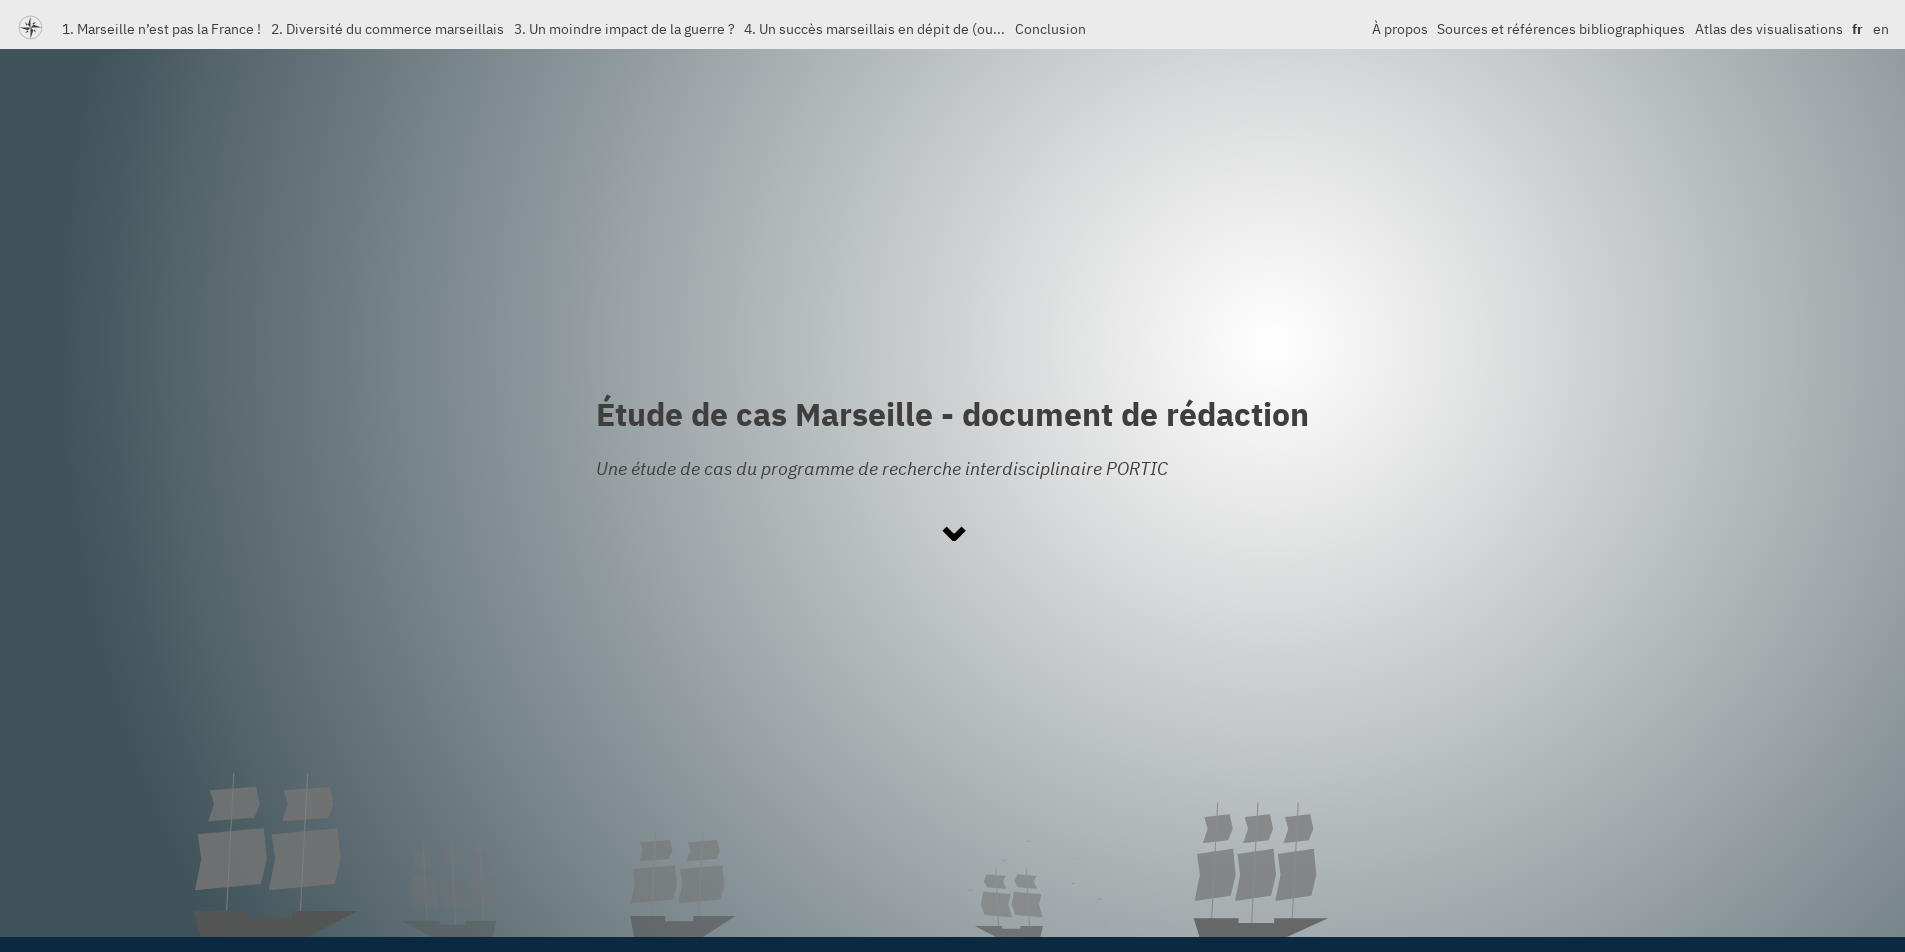 1. Marseille n’est pas la France ! 2. Diversité du commerce marseillais 3. Un moindre impact de la guerre ? 4. Un succès marseillais en dépit de (ou... Conclusion À propos Sources et références bibliographiques Atlas des visualisations fr en
Étude de cas Marseille - document de rédaction
Une étude de cas du programme de recherche interdisciplinaire PORTIC